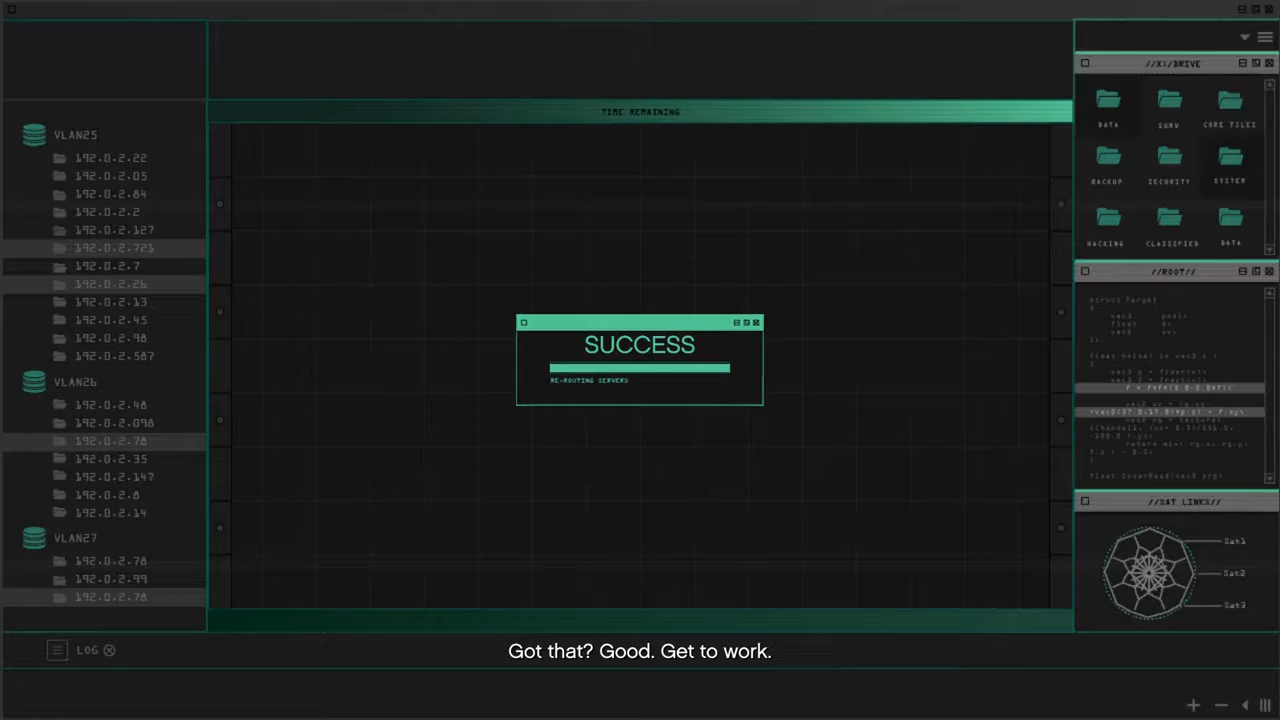 TIME REMAINING
VLAN25
192.0.2.22
192.0.2.05
192.0.2.84
192.0.2.2
192.0.2.127
192.0.2.721
192.0.2.7
192.0.2.26
192.0.2.13
192.0.2.45
192.0.2.98
192.0.2.587
VLAN26
192.0.2.48
192.0.2.098
192.0.2.78
192.0.2.35
192.0.2.147
192.0.2.8
192.0.2.14
VLAN27
192.0.2.78
192.0.2.99
192.0.2.78
LOG
SUCCESS
RE-ROUTING SERVERS
//X:/DRIVE
DATA SURV CORE FILES
BACKUP SECURITY SYSTEM
HACKING CLASSIFIED DATA
//ROOT//
struct Target
{
//SAT LINKS//
Sat1
Sat2
Sat3
Got that? Good. Get to work.